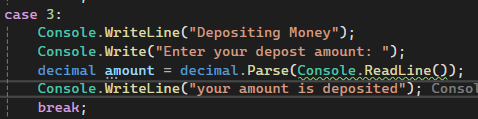 case 3:
Console.WriteLine("Depositing Money");
Console.Write("Enter your depost amount: ");
decimal amount = decimal.Parse(Console.ReadLine());
Console.WriteLine("your amount is deposited"); Conso
break;